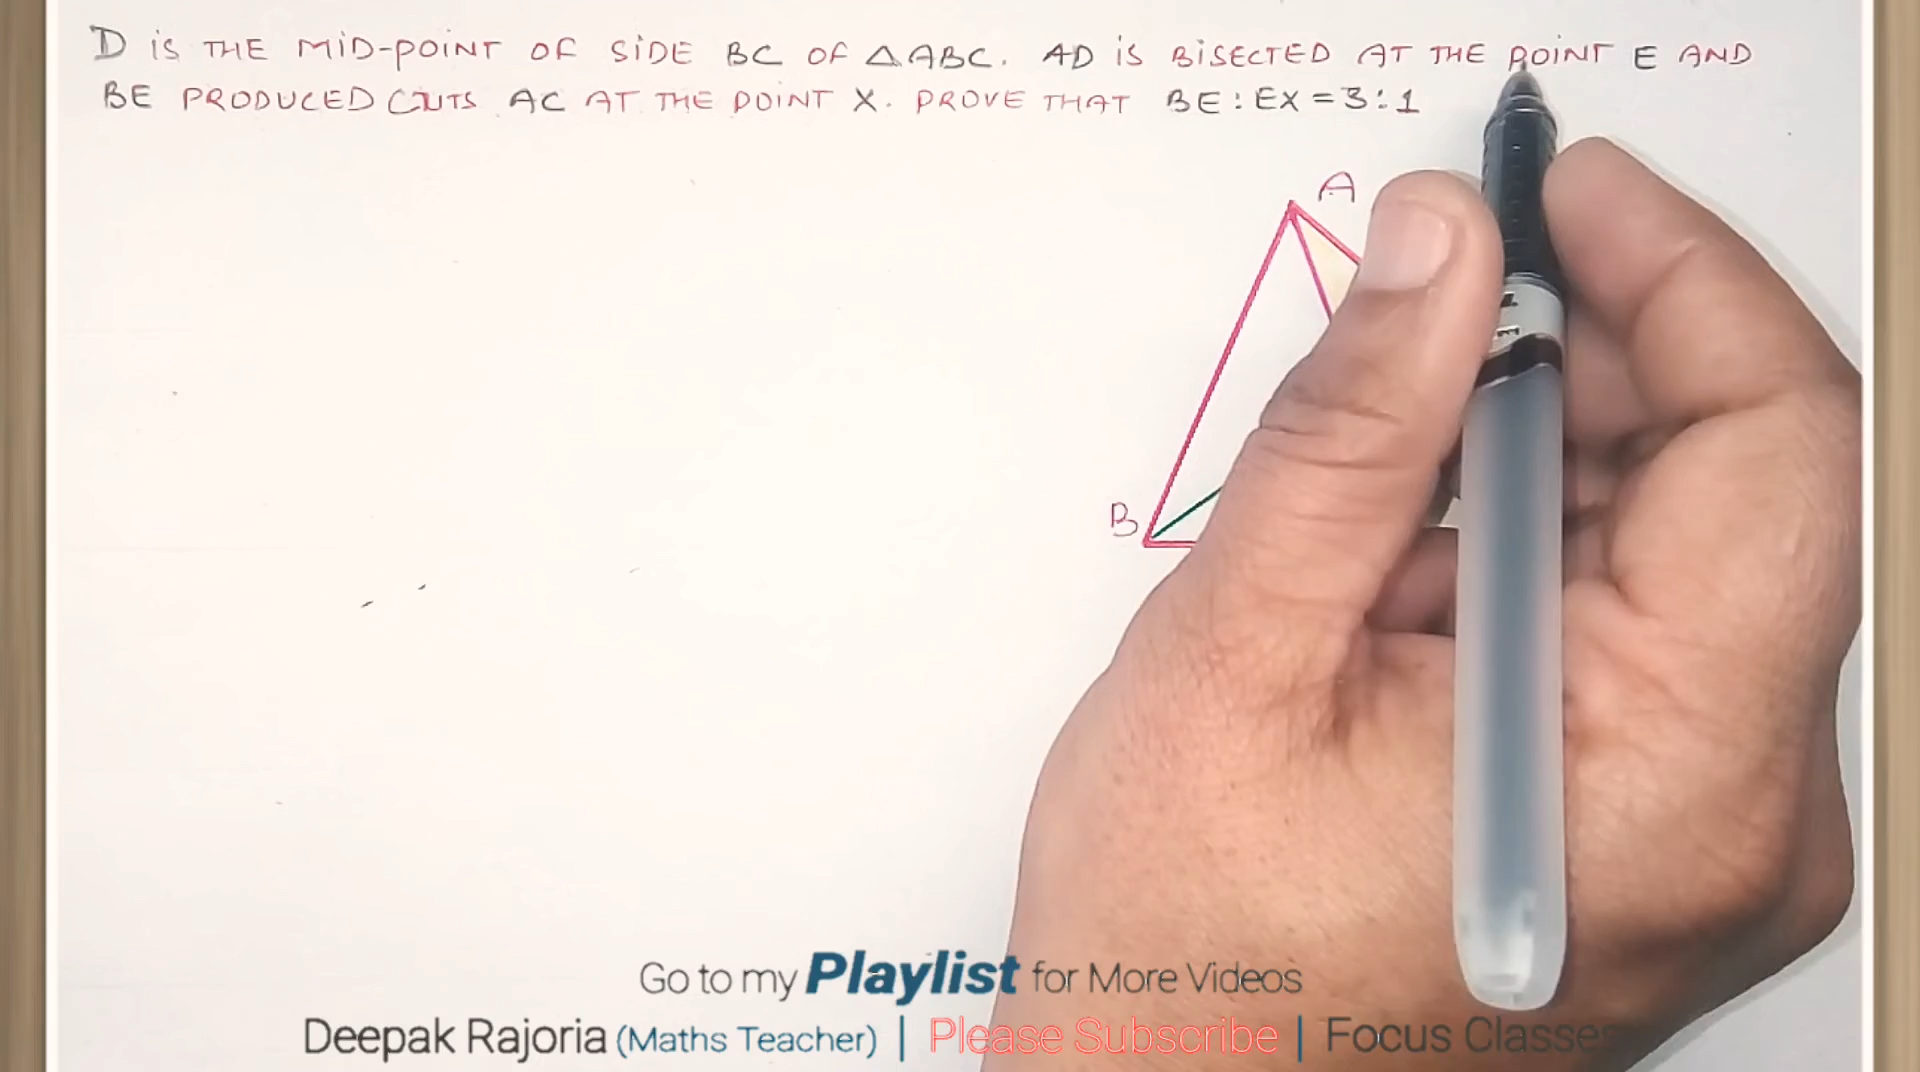 D IS THE MID-POINT OF SIDE BC OF △ABC. AD IS BISECTED AT THE POINT E AND
BE PRODUCED CUTS AC AT THE POINT X. PROVE THAT BE:EX=3:1
A
B
Go to my Playlist for More Videos
Deepak Rajoria (Maths Teacher) | Please Subscribe | Focus Classes